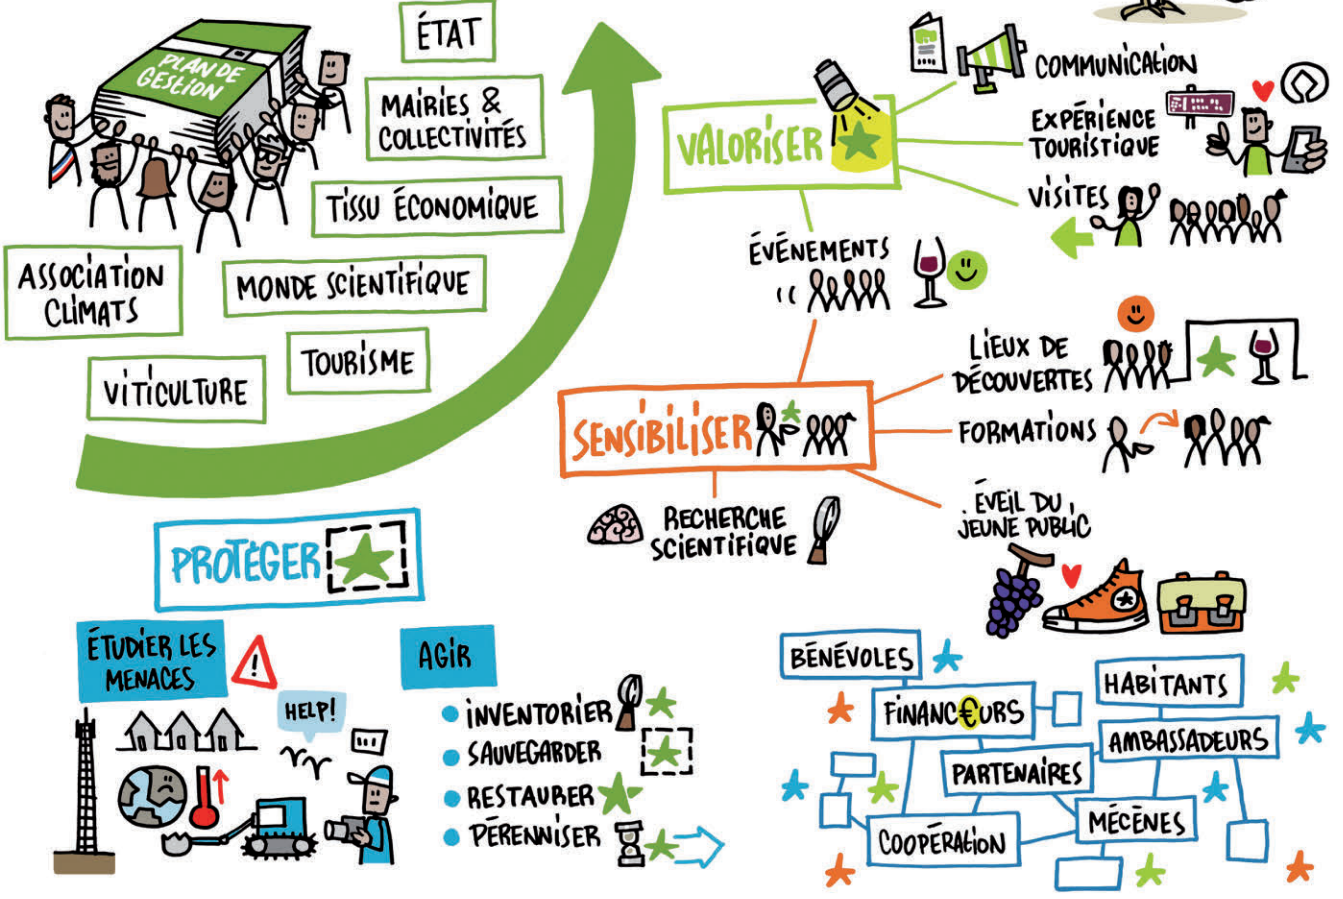 PLAN DE
GESTION
ÉTAT
MAIRIES &
COLLECTIVITÉS
TISSU ÉCONOMIQUE
ASSOCIATION
CLIMATS
MONDE SCIENTIFIQUE
TOURISME
VITICULTURE
VALORISER
COMMUNICATION
EXPÉRIENCE
TOURISTIQUE
VISITES
ÉVÉNEMENTS
SENSIBILISER
LIEUX DE
DÉCOUVERTES
FORMATIONS
ÉVEIL DU
JEUNE PUBLIC
RECHERCHE
SCIENTIFIQUE
PROTÉGER
ÉTUDIER LES
MENACES
HELP!
AGIR
INVENTORIER
SAUVEGARDER
RESTAURER
PÉRENNISER
BÉNÉVOLES
FINANC€URS
PARTENAIRES
COOPÉRATION
HABITANTS
AMBASSADEURS
MÉCÈNES